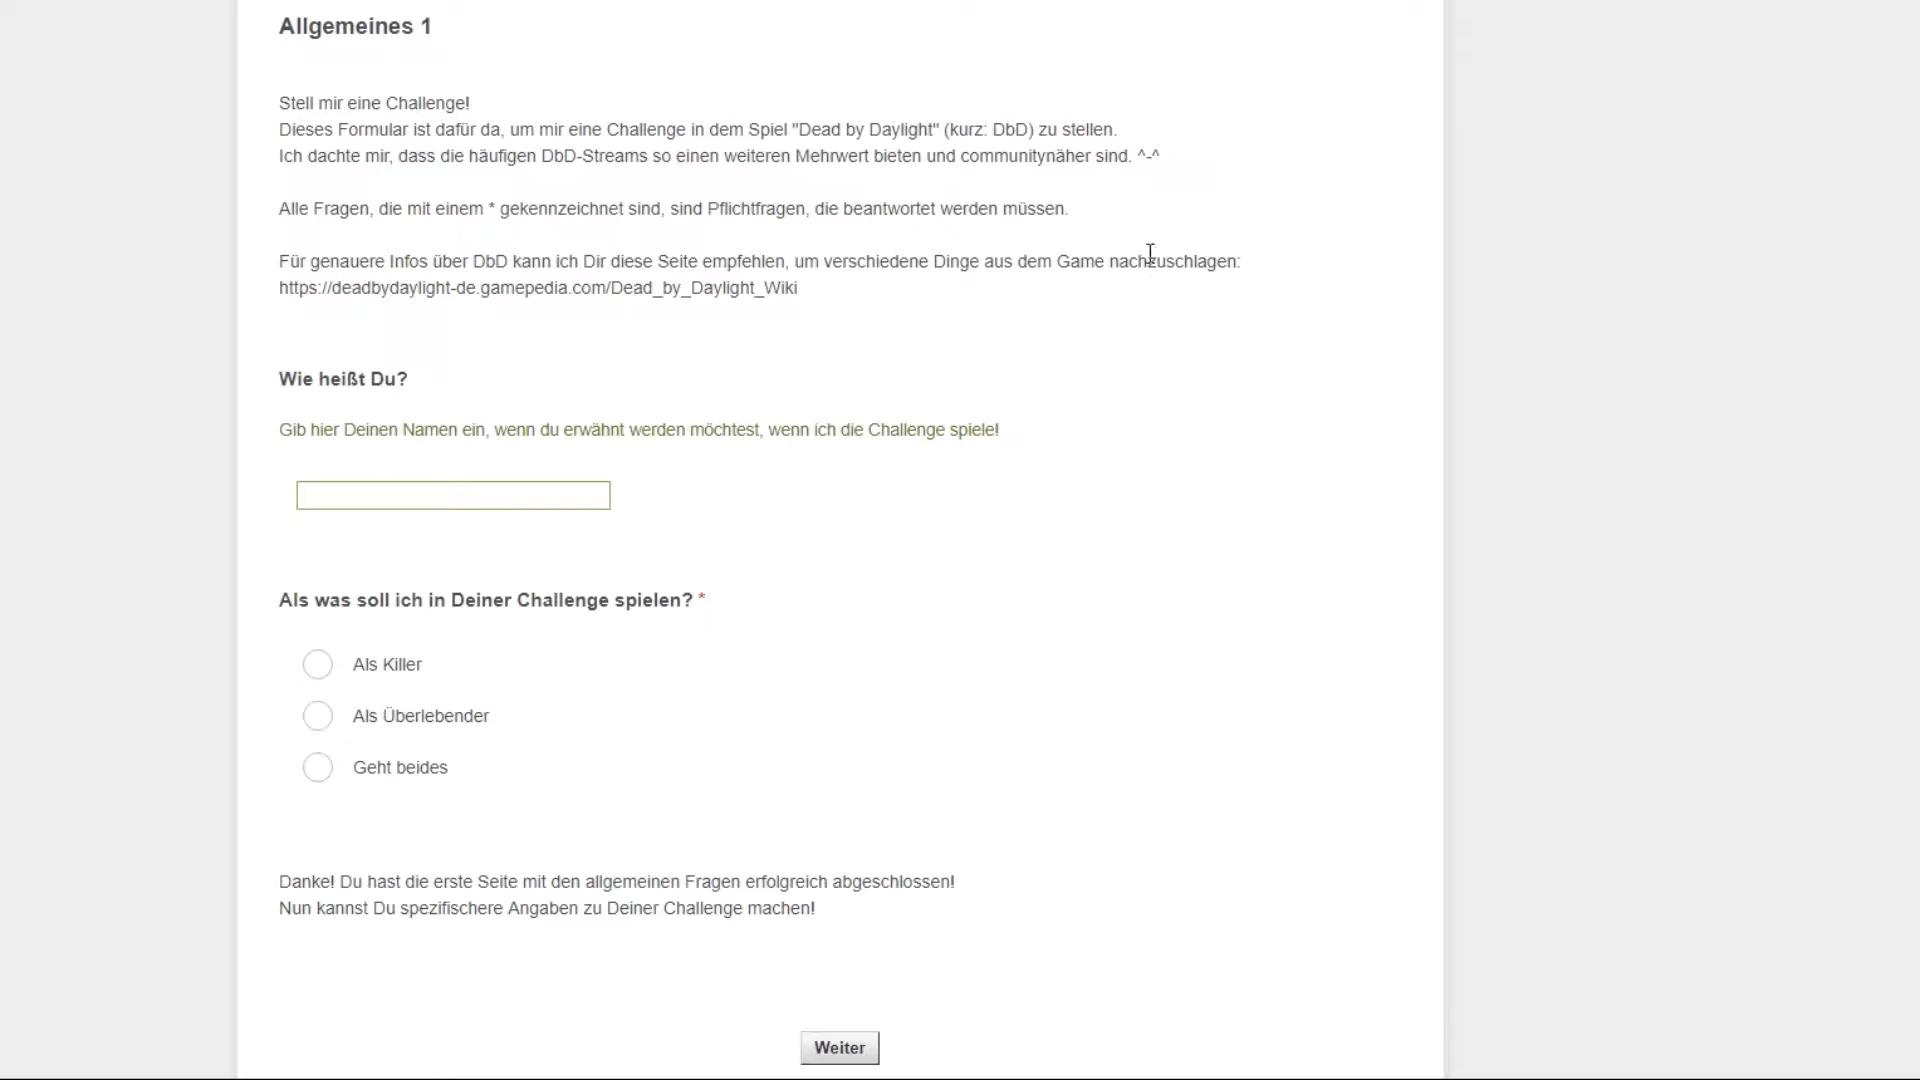 Allgemeines 1
Stell mir eine Challenge!
Dieses Formular ist dafür da, um mir eine Challenge in dem Spiel "Dead by Daylight" (kurz: DbD) zu stellen.
Ich dachte mir, dass die häufigen DbD-Streams so einen weiteren Mehrwert bieten und communitynäher sind. ^-^
Alle Fragen, die mit einem * gekennzeichnet sind, sind Pflichtfragen, die beantwortet werden müssen.
Für genauere Infos über DbD kann ich Dir diese Seite empfehlen, um verschiedene Dinge aus dem Game nachzuschlagen:
https://deadbydaylight-de.gamepedia.com/Dead_by_Daylight_Wiki
Wie heißt Du?
Gib hier Deinen Namen ein, wenn du erwähnt werden möchtest, wenn ich die Challenge spiele!
Als was soll ich in Deiner Challenge spielen? *
Als Killer
Als Überlebender
Geht beides
Danke! Du hast die erste Seite mit den allgemeinen Fragen erfolgreich abgeschlossen!
Nun kannst Du spezifischere Angaben zu Deiner Challenge machen!
Weiter